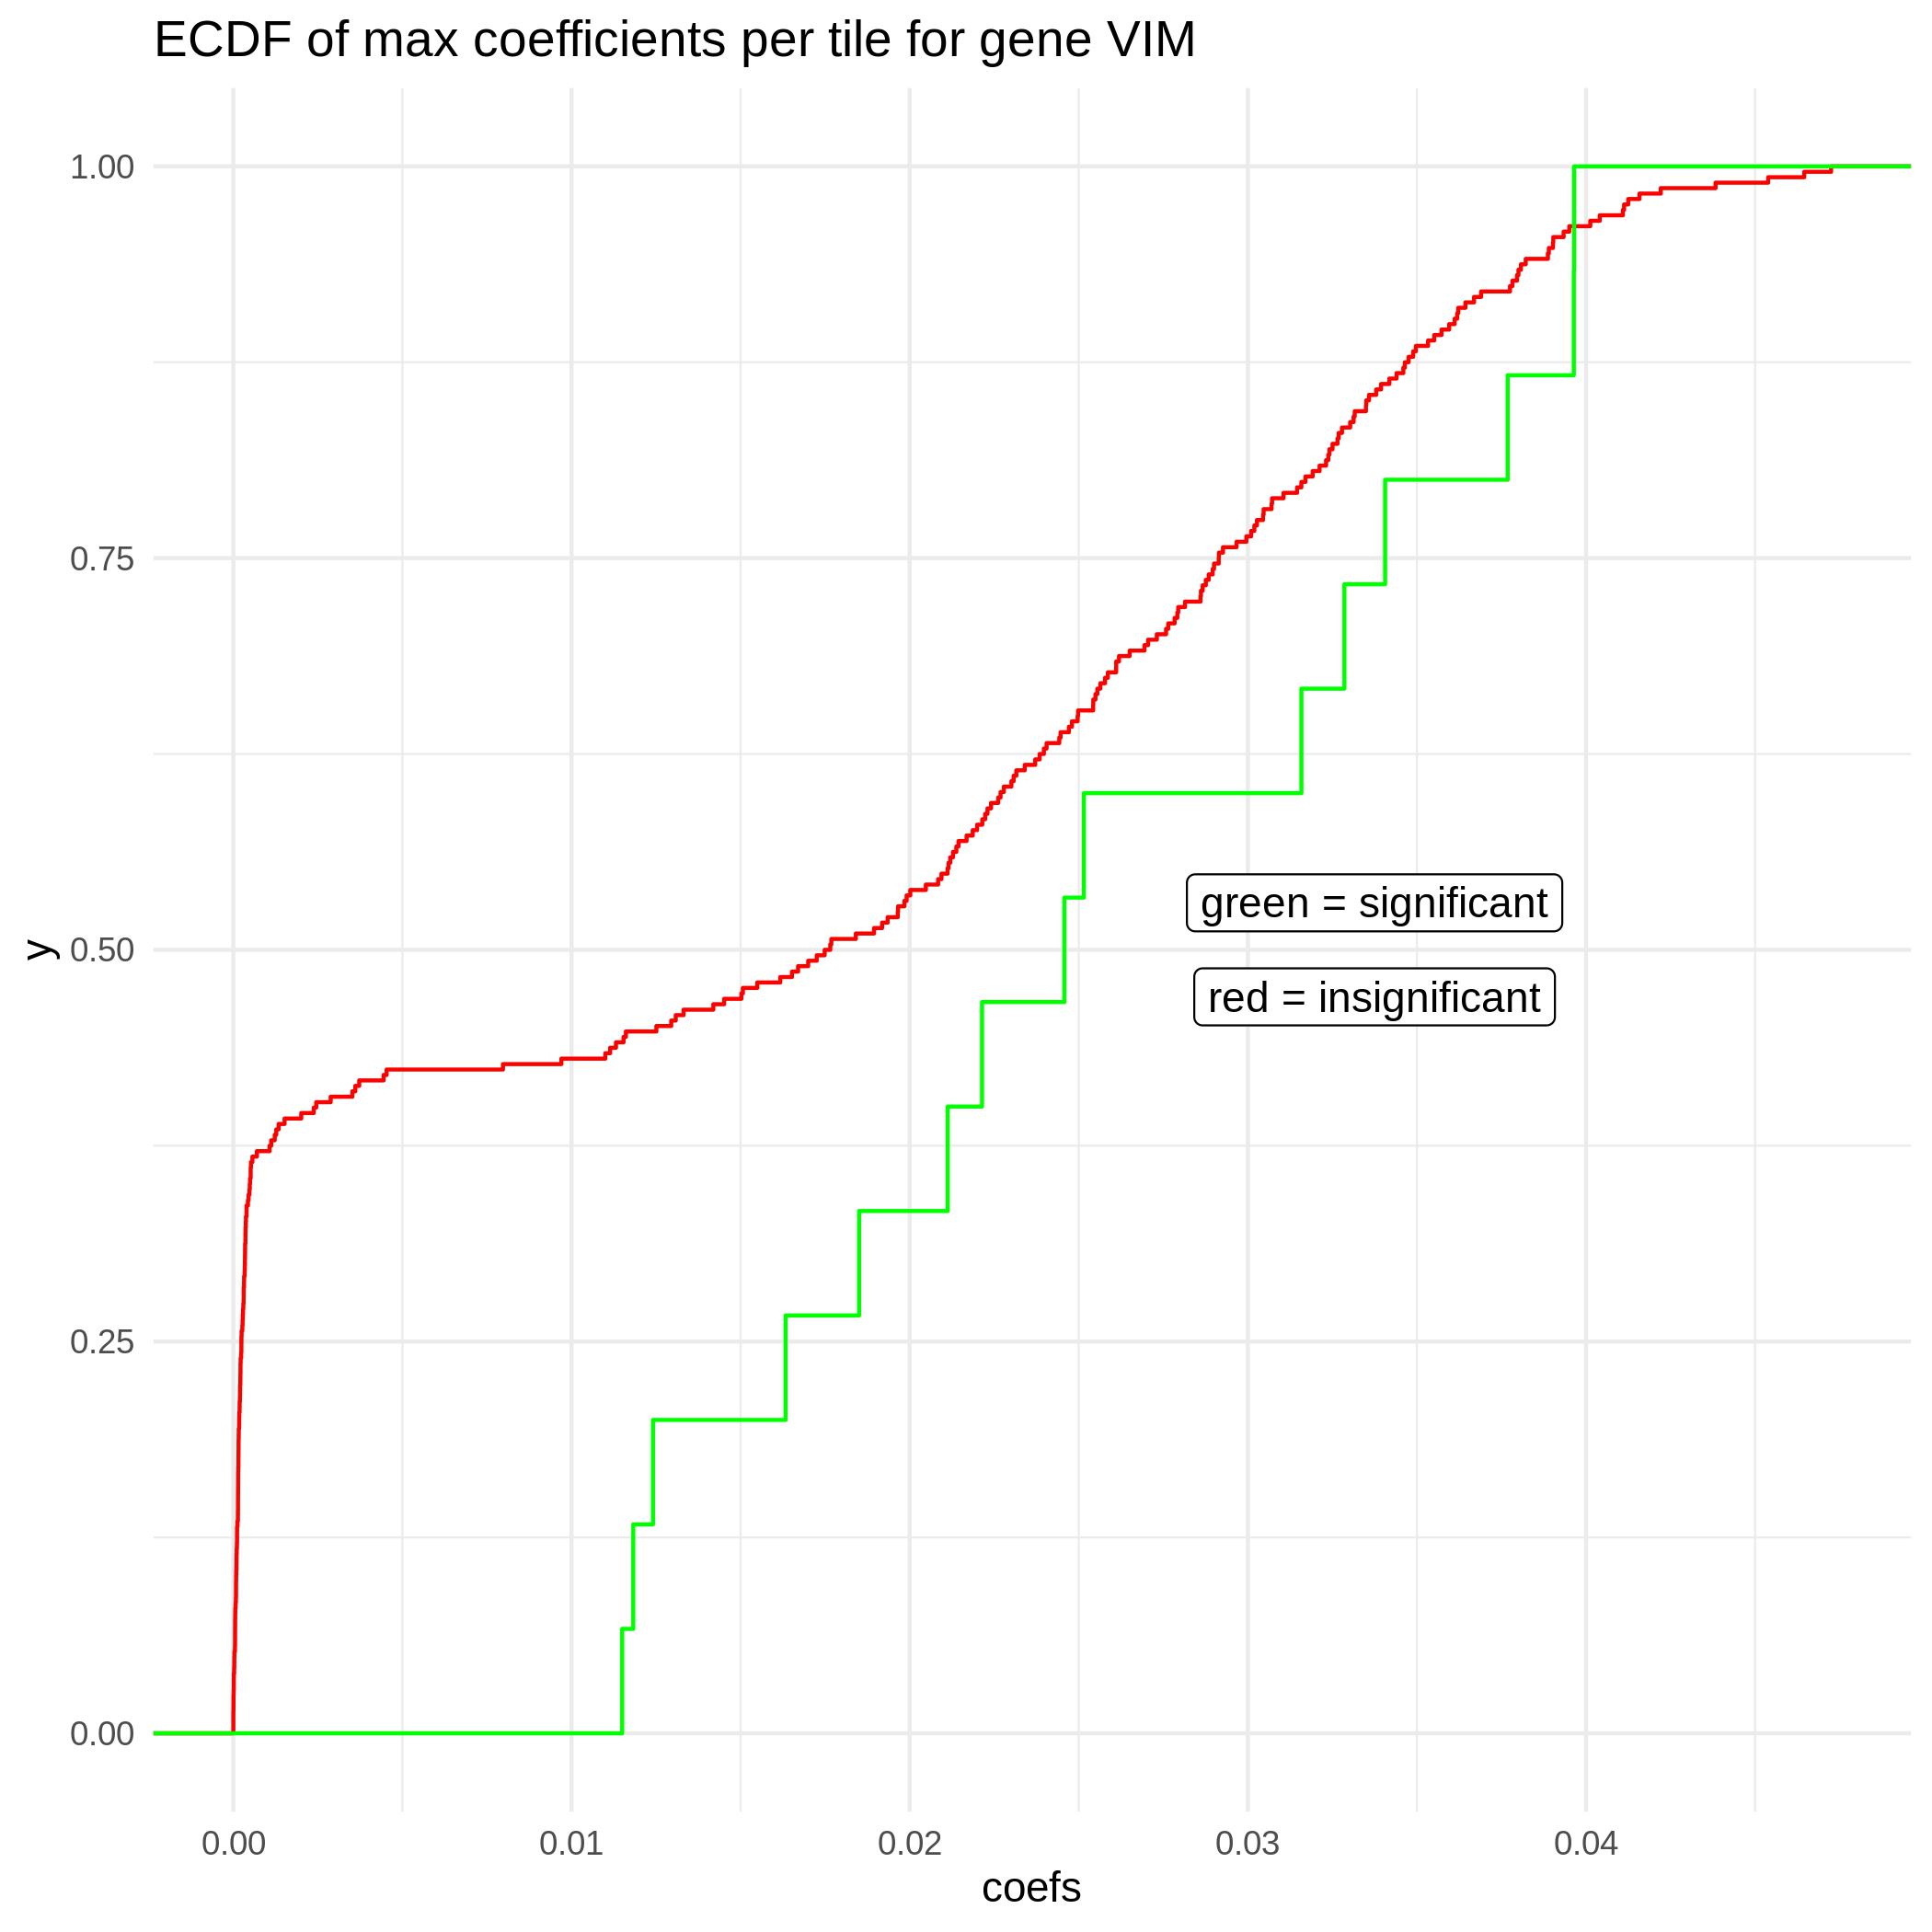 ECDF of max coefficients per tile for gene VIM
1.00
0.75
y
0.50
0.25
0.00
green = significant
red = insignificant
0.00 0.01 0.02 0.03 0.04
coefs